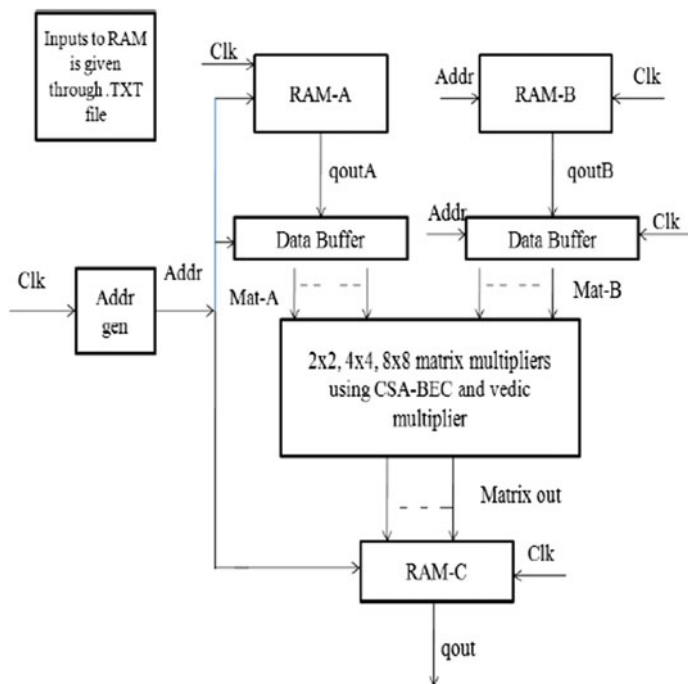 Inputs to RAM
is given
through .TXT
file
Clk
RAM-A
Addr
RAM-B
Clk
qoutA
qoutB
Data Buffer
Addr
Data Buffer
Clk
Clk
Addr
gen
Addr
Mat-A
Mat-B
2x2, 4x4, 8x8 matrix multipliers
using CSA-BEC and vedic
multiplier
Matrix out
RAM-C
Clk
qout